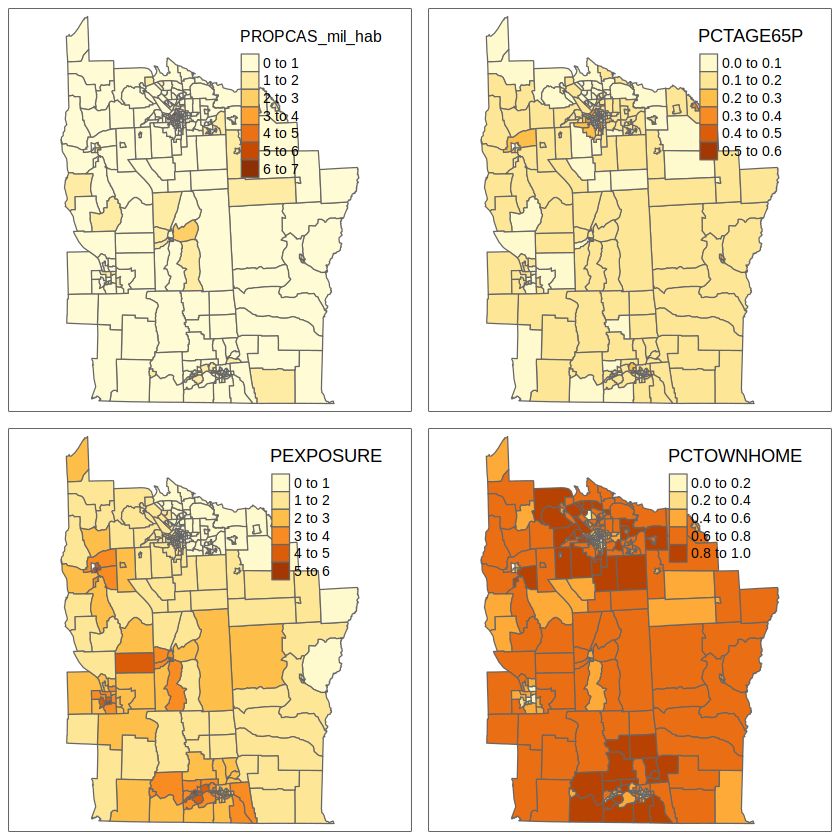 PROPCAS_mil_hab
0 to 1
1 to 2
2 to 3
3 to 4
4 to 5
5 to 6
6 to 7
PCTAGE65P
0.0 to 0.1
0.1 to 0.2
0.2 to 0.3
0.3 to 0.4
0.4 to 0.5
0.5 to 0.6
PEXPOSURE
0 to 1
1 to 2
2 to 3
3 to 4
4 to 5
5 to 6
PCTOWNHOME
0.0 to 0.2
0.2 to 0.4
0.4 to 0.6
0.6 to 0.8
0.8 to 1.0